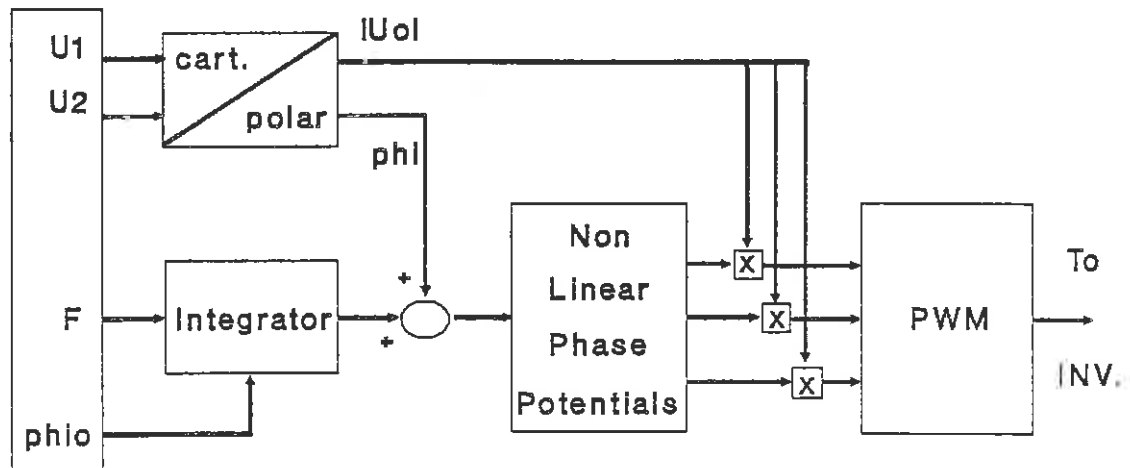 U1
U2
F
phio
cart.
polar
|Uo|
phi
Integrator
+
+
Non
Linear
Phase
Potentials
X
X
X
PWM
To
INV.